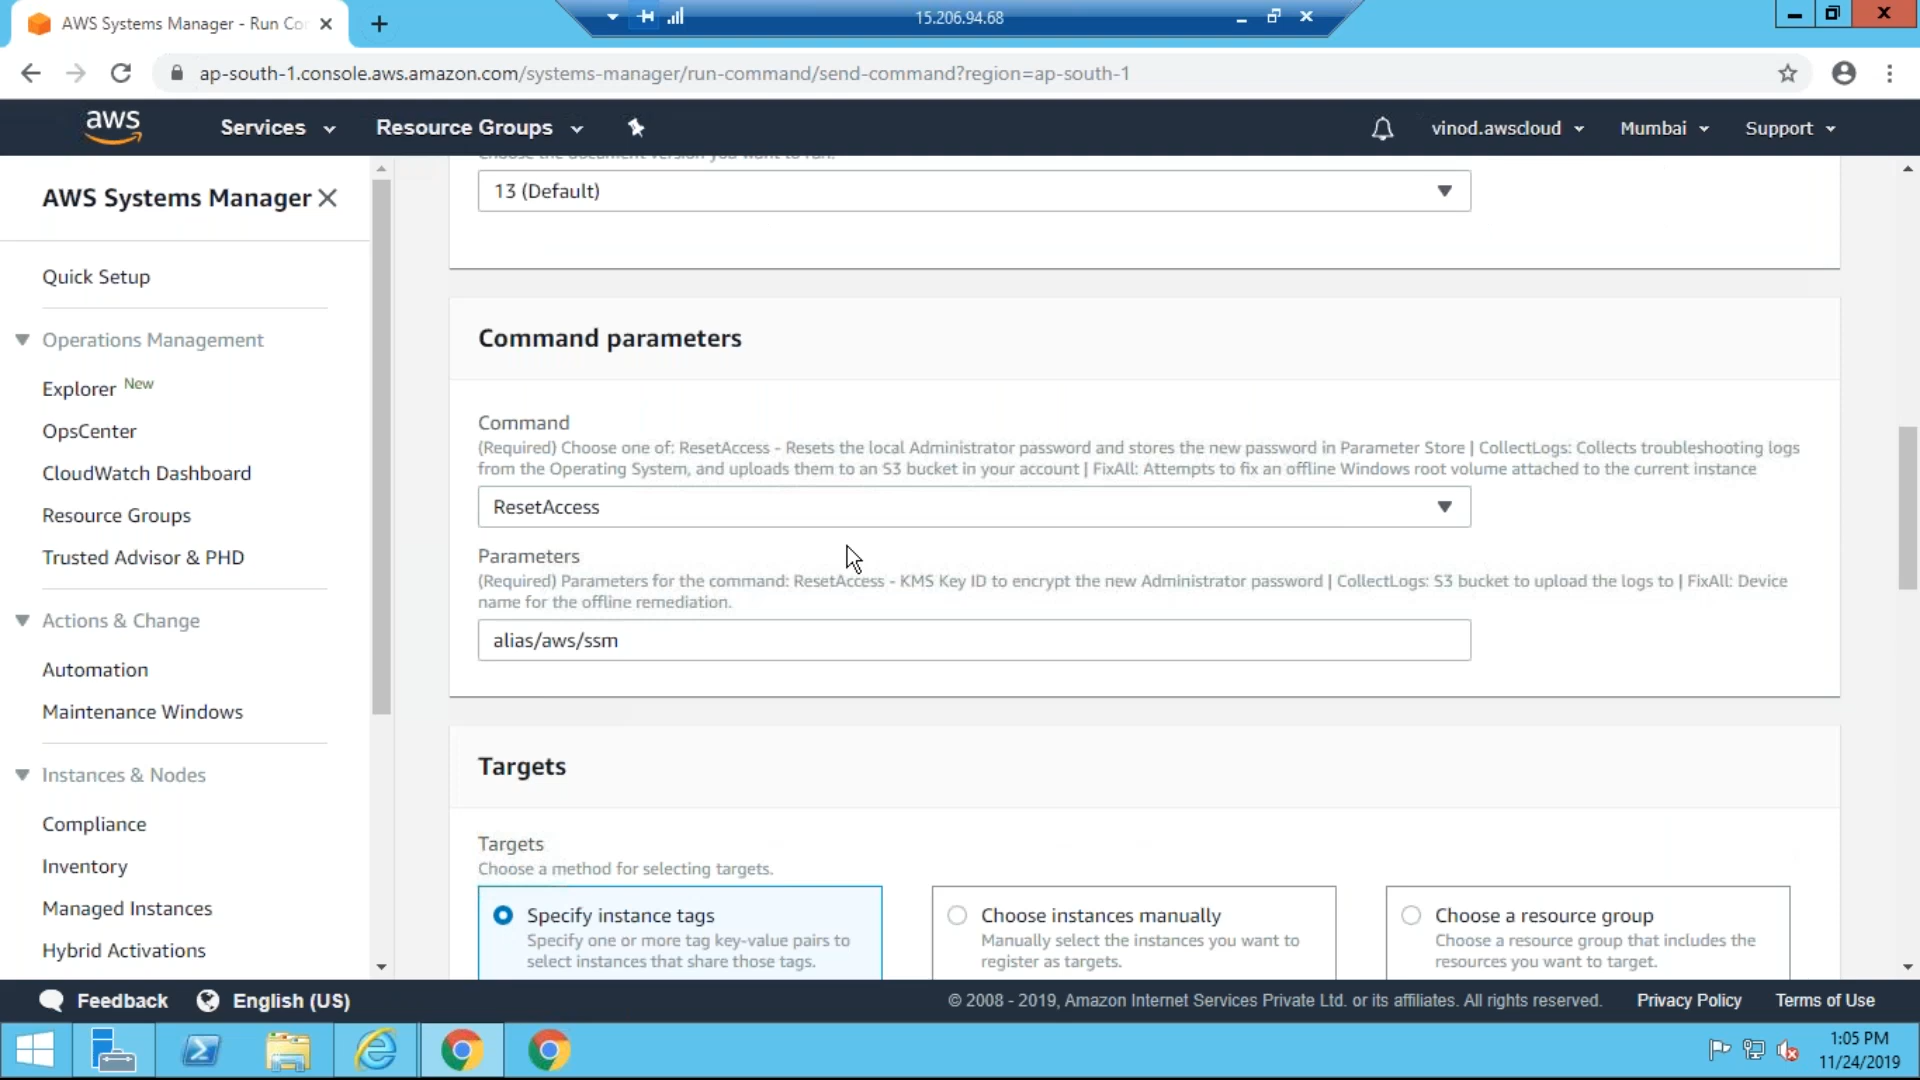 AWS Systems Manager - Run Co
15.206.94.68
ap-south-1.console.aws.amazon.com/systems-manager/run-command/send-command?region=ap-south-1
aws
Services
Resource Groups
vinod.awscloud
Mumbai
Support
AWS Systems Manager
Quick Setup
Operations Management
Explorer New
OpsCenter
CloudWatch Dashboard
Resource Groups
Trusted Advisor & PHD
Actions & Change
Automation
Maintenance Windows
Instances & Nodes
Compliance
Inventory
Managed Instances
Hybrid Activations
Choose the document version you want to run.
13 (Default)
Command parameters
Command
(Required) Choose one of: ResetAccess - Resets the local Administrator password and stores the new password in Parameter Store | CollectLogs: Collects troubleshooting logs
from the Operating System, and uploads them to an S3 bucket in your account | FixAll: Attempts to fix an offline Windows root volume attached to the current instance
ResetAccess
Parameters
(Required) Parameters for the command: ResetAccess - KMS Key ID to encrypt the new Administrator password | CollectLogs: S3 bucket to upload the logs to | FixAll: Device
name for the offline remediation.
alias/aws/ssm
Targets
Targets
Choose a method for selecting targets.
Specify instance tags
Specify one or more tag key-value pairs to
select instances that share those tags.
Choose instances manually
Manually select the instances you want to
register as targets.
Choose a resource group
Choose a resource group that includes the
resources you want to target.
Feedback
English (US)
© 2008 - 2019, Amazon Internet Services Private Ltd. or its affiliates. All rights reserved.
Privacy Policy
Terms of Use
1:05 PM
11/24/2019